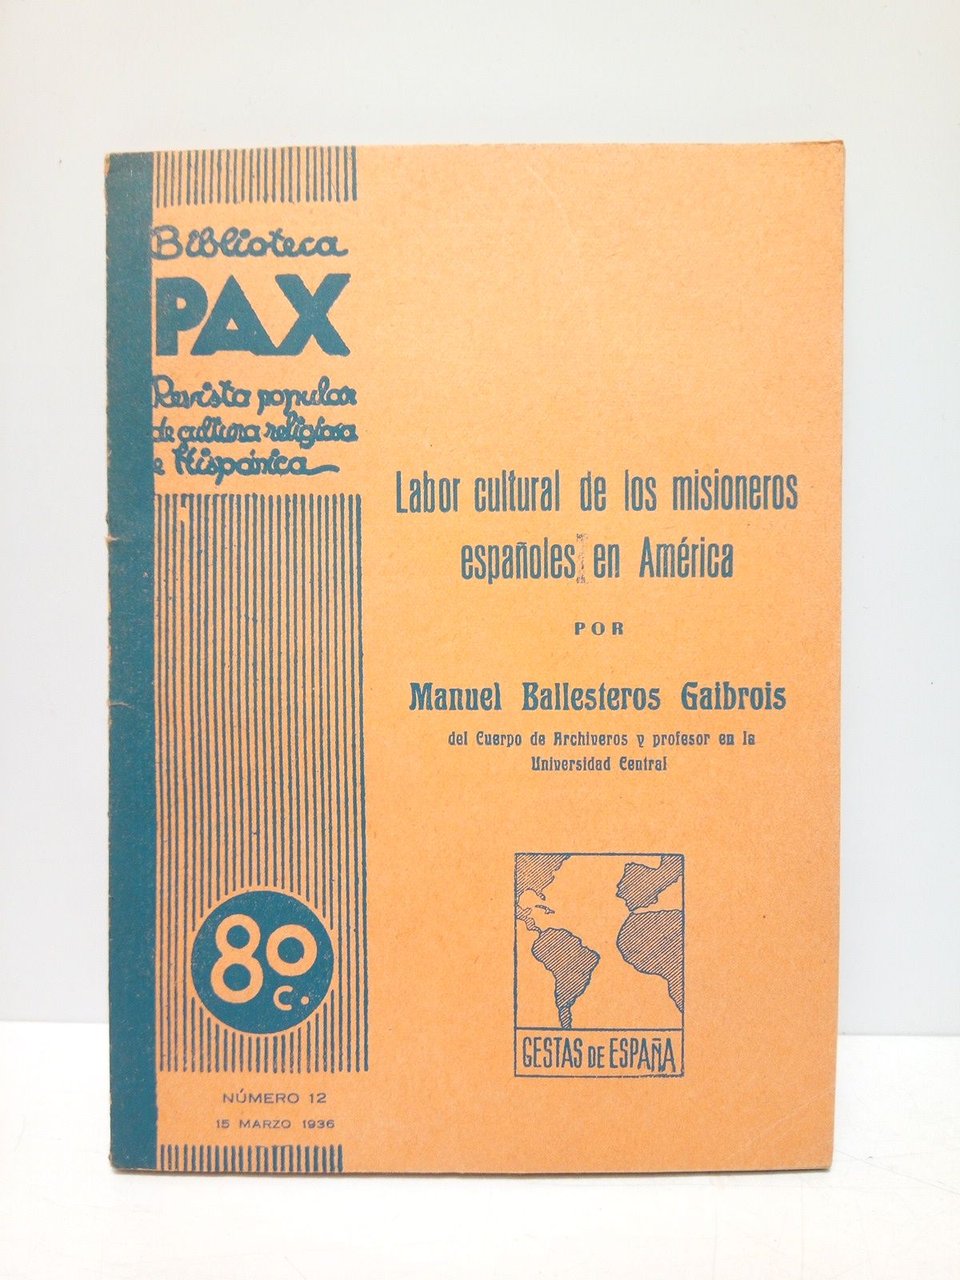 Biblioteca
PAX
Revista popular
de cultura religiosa
e Hispánica
Labor cultural de los misioneros
españoles en América
POR
Manuel Ballesteros Gaibrois
del Cuerpo de Archiveros y profesor en la
Universidad Central
80
c.
GESTAS DE ESPAÑA
NÚMERO 12
15 MARZO 1936